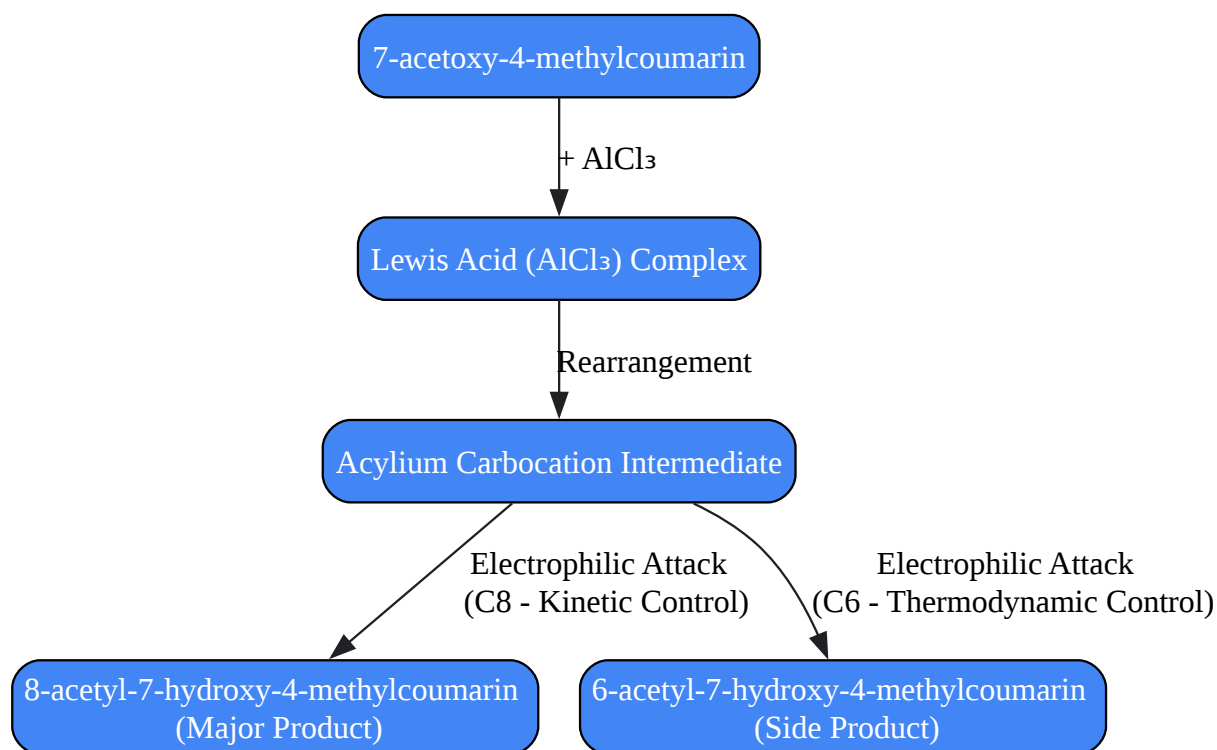 7-acetoxy-4-methylcoumarin
+ AlCl₃
Lewis Acid (AlCl₃) Complex
Rearrangement
Acylium Carbocation Intermediate
Electrophilic Attack
(C8 - Kinetic Control)
Electrophilic Attack
(C6 - Thermodynamic Control)
8-acetyl-7-hydroxy-4-methylcoumarin
(Major Product)
6-acetyl-7-hydroxy-4-methylcoumarin
(Side Product)